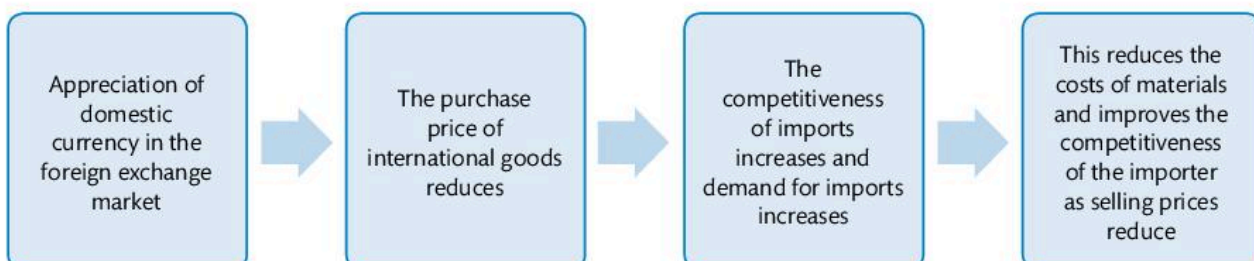 Appreciation of
domestic
currency in the
foreign exchange
market
The purchase
price of
international goods
reduces
The
competitiveness
of imports
increases and
demand for imports
increases
This reduces the
costs of materials
and improves the
competitiveness
of the importer
as selling prices
reduce